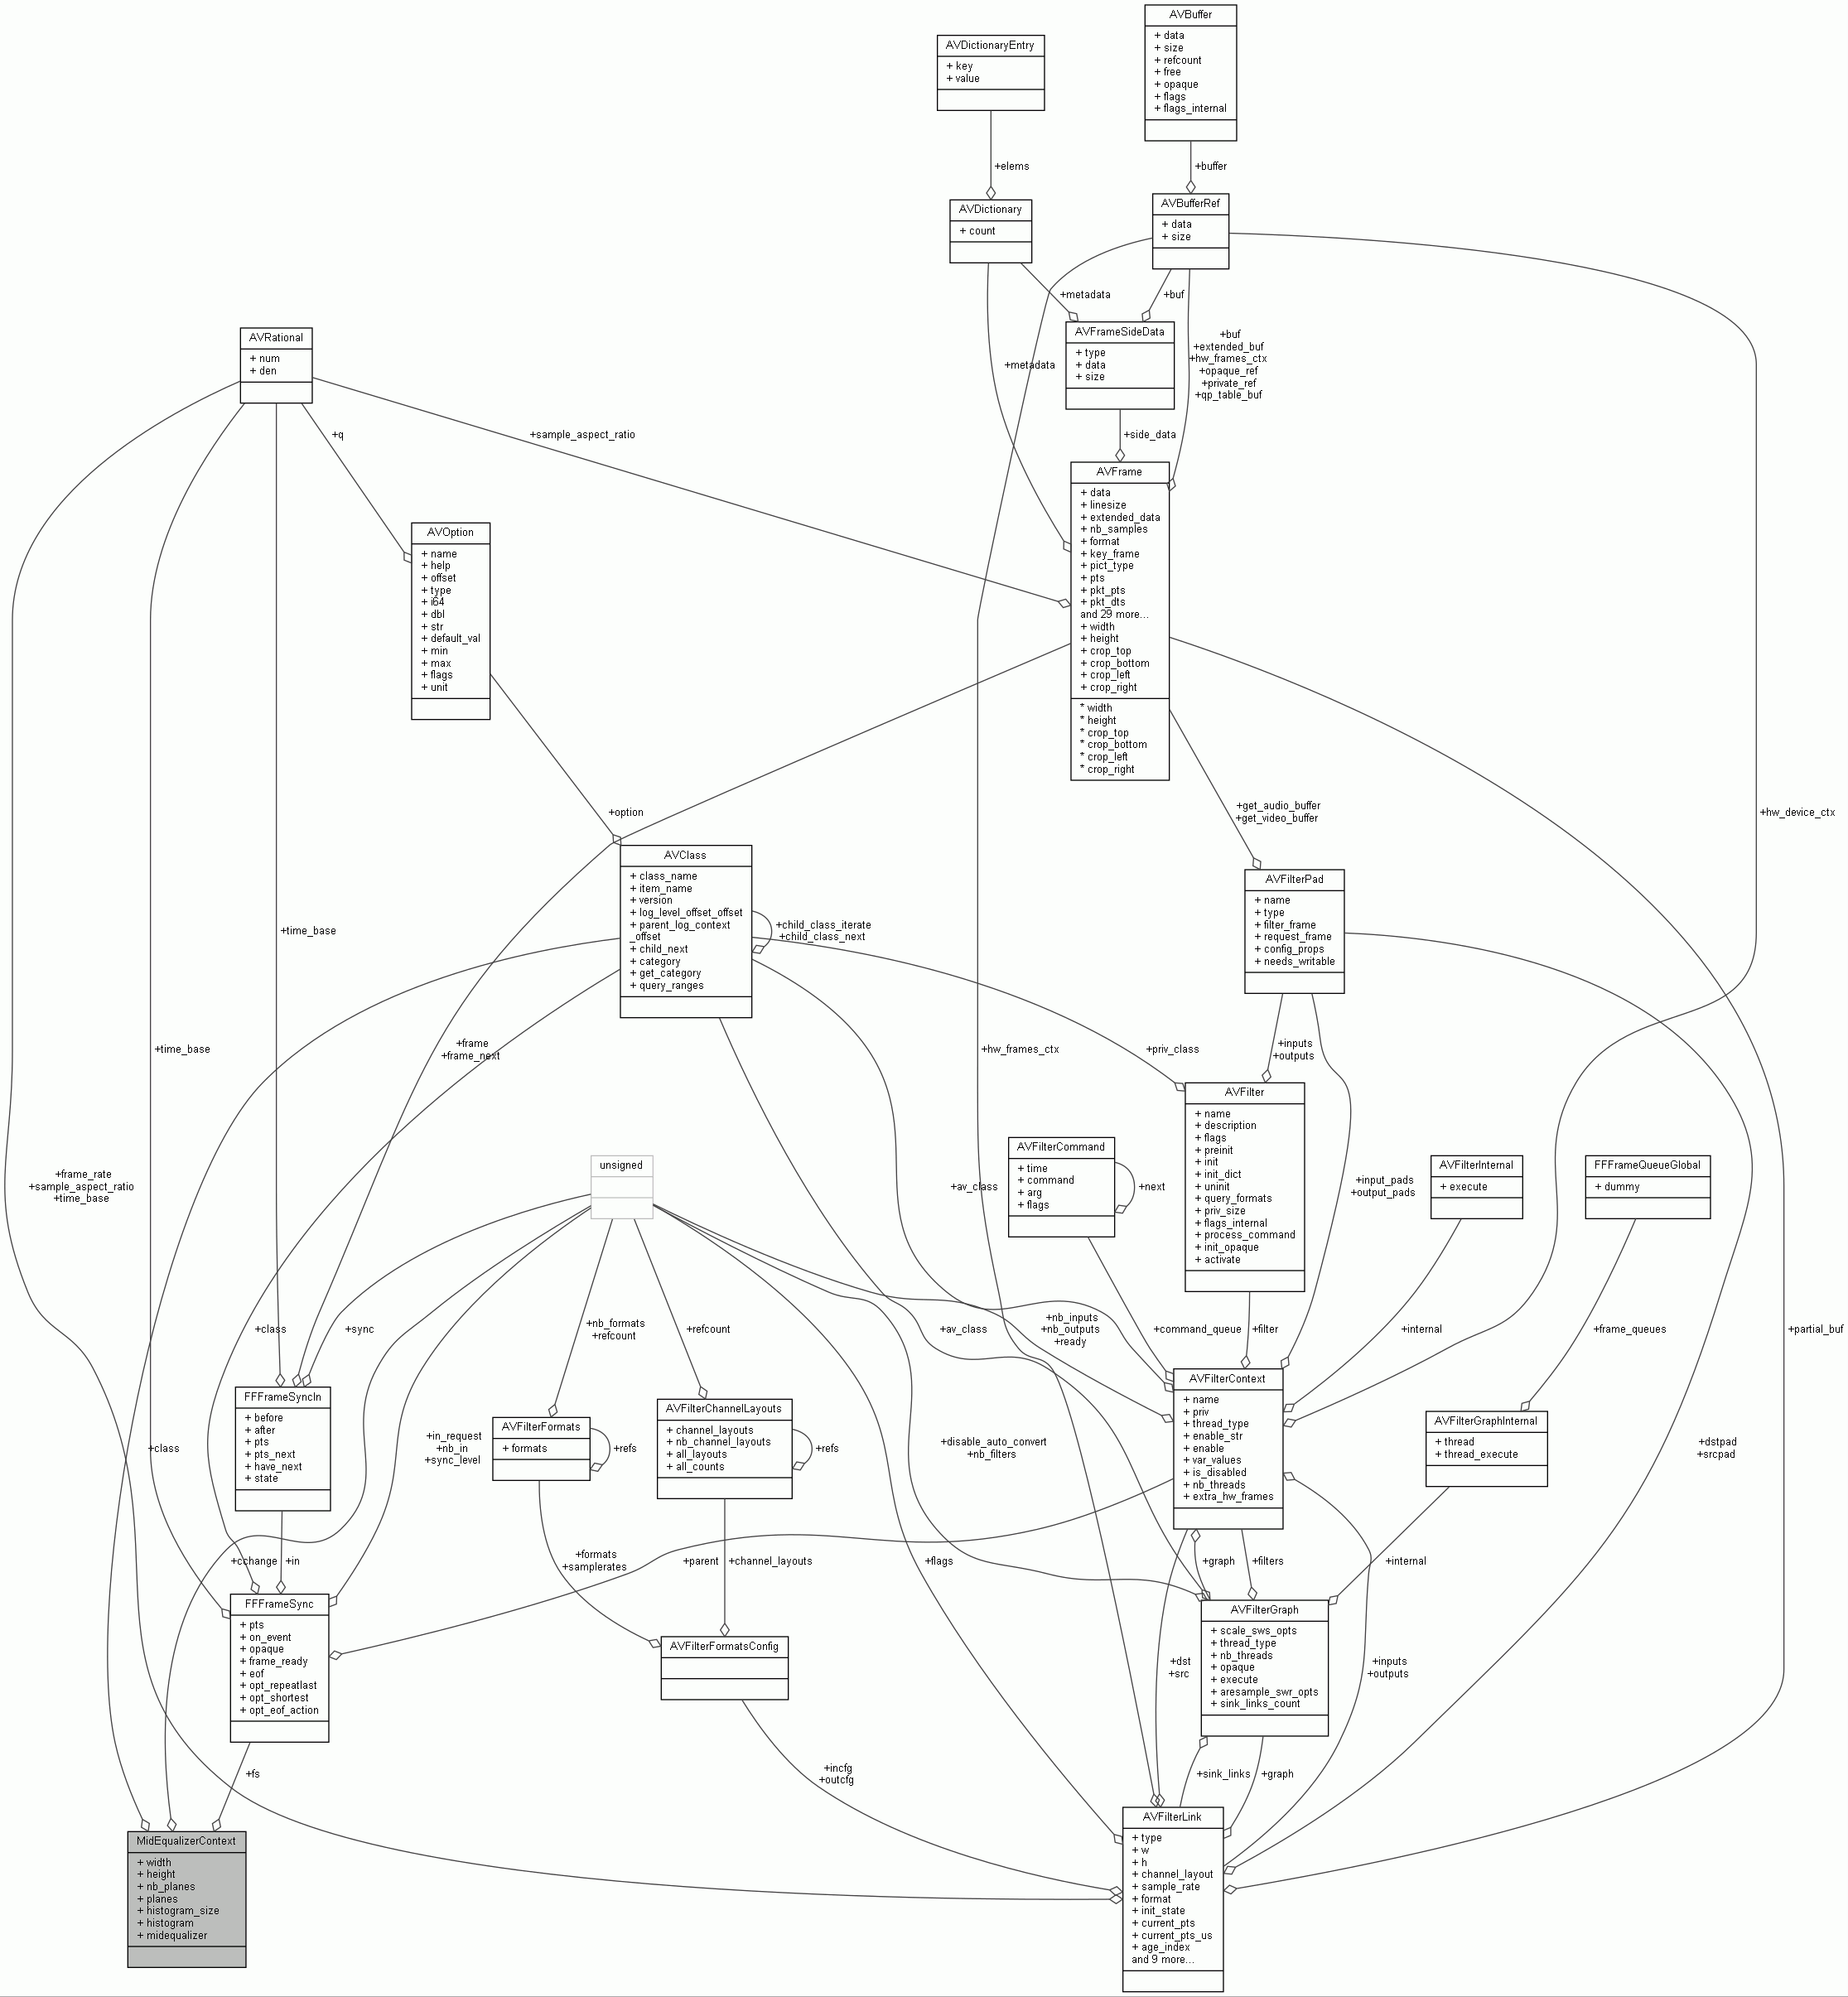 AVBuffer
+ data
+ size
+ refcount
+ free
+ opaque
+ flags
+ flags_internal
AVDictionaryEntry
+ key
+ value
+elems
+buffer
AVDictionary
+ count
AVBufferRef
+ data
+ size
+metadata
+buf
AVFrameSideData
+ type
+ data
+ size
+buf
+extended_buf
+hw_frames_ctx
+opaque_ref
+private_ref
+qp_table_buf
+metadata
AVRational
+ num
+ den
+q
+sample_aspect_ratio
+side_data
AVFrame
+ data
+ linesize
+ extended_data
+ nb_samples
+ format
+ key_frame
+ pict_type
+ pts
+ pkt_pts
+ pkt_dts
and 29 more...
+ width
+ height
+ crop_top
+ crop_bottom
+ crop_left
+ crop_right
* width
* height
* crop_top
* crop_bottom
* crop_left
* crop_right
AVOption
+ name
+ help
+ offset
+ type
+ i64
+ dbl
+ str
+ default_val
+ min
+ max
+ flags
+ unit
+option
+get_audio_buffer
+get_video_buffer
+hw_device_ctx
AVClass
+ class_name
+ item_name
+ version
+ log_level_offset_offset
+ parent_log_context
_offset
+ child_next
+ category
+ get_category
+ query_ranges
+child_class_iterate
+child_class_next
AVFilterPad
+ name
+ type
+ filter_frame
+ request_frame
+ config_props
+ needs_writable
+time_base
+time_base
+frame
+frame_next
+hw_frames_ctx
+priv_class
+inputs
+outputs
AVFilter
+ name
+ description
+ flags
+ preinit
+ init
+ init_dict
+ uninit
+ query_formats
+ priv_size
+ flags_internal
+ process_command
+ init_opaque
+ activate
+frame_rate
+sample_aspect_ratio
+time_base
unsigned
+av_class
AVFilterCommand
+ time
+ command
+ arg
+ flags
+next
+input_pads
+output_pads
AVFilterInternal
+ execute
FFFrameQueueGlobal
+ dummy
+class
+sync
+nb_formats
+refcount
+refcount
+av_class
+nb_inputs
+nb_outputs
+ready
+command_queue
+filter
+internal
+frame_queues
+partial_buf
FFFrameSyncIn
+ before
+ after
+ pts
+ pts_next
+ have_next
+ state
+class
+in_request
+nb_in
+sync_level
AVFilterFormats
+ formats
+refs
AVFilterChannelLayouts
+ channel_layouts
+ nb_channel_layouts
+ all_layouts
+ all_counts
+refs
+disable_auto_convert
+nb_filters
AVFilterContext
+ name
+ priv
+ thread_type
+ enable_str
+ enable
+ var_values
+ is_disabled
+ nb_threads
+ extra_hw_frames
AVFilterGraphInternal
+ thread
+ thread_execute
+dstpad
+srcpad
+cchange
+in
+formats
+samplerates
+parent
+channel_layouts
+flags
+graph
+filters
+internal
FFFrameSync
+ pts
+ on_event
+ opaque
+ frame_ready
+ eof
+ opt_repeatlast
+ opt_shortest
+ opt_eof_action
AVFilterFormatsConfig
+dst
+src
AVFilterGraph
+ scale_sws_opts
+ thread_type
+ nb_threads
+ opaque
+ execute
+ aresample_swr_opts
+ sink_links_count
+inputs
+outputs
+fs
+incfg
+outcfg
+sink_links
+graph
MidEqualizerContext
+ width
+ height
+ nb_planes
+ planes
+ histogram_size
+ histogram
+ midequalizer
AVFilterLink
+ type
+ w
+ h
+ channel_layout
+ sample_rate
+ format
+ init_state
+ current_pts
+ current_pts_us
+ age_index
and 9 more...